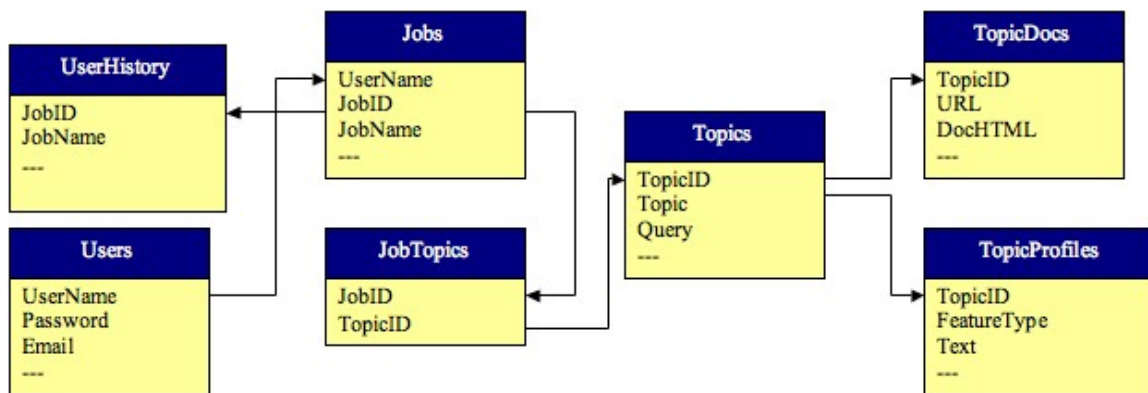 UserHistory
JobID
JobName
---
Users
UserName
Password
Email
---
Jobs
UserName
JobID
JobName
---
JobTopics
JobID
TopicID
Topics
TopicID
Topic
Query
---
TopicDocs
TopicID
URL
DocHTML
---
TopicProfiles
TopicID
FeatureType
Text
---